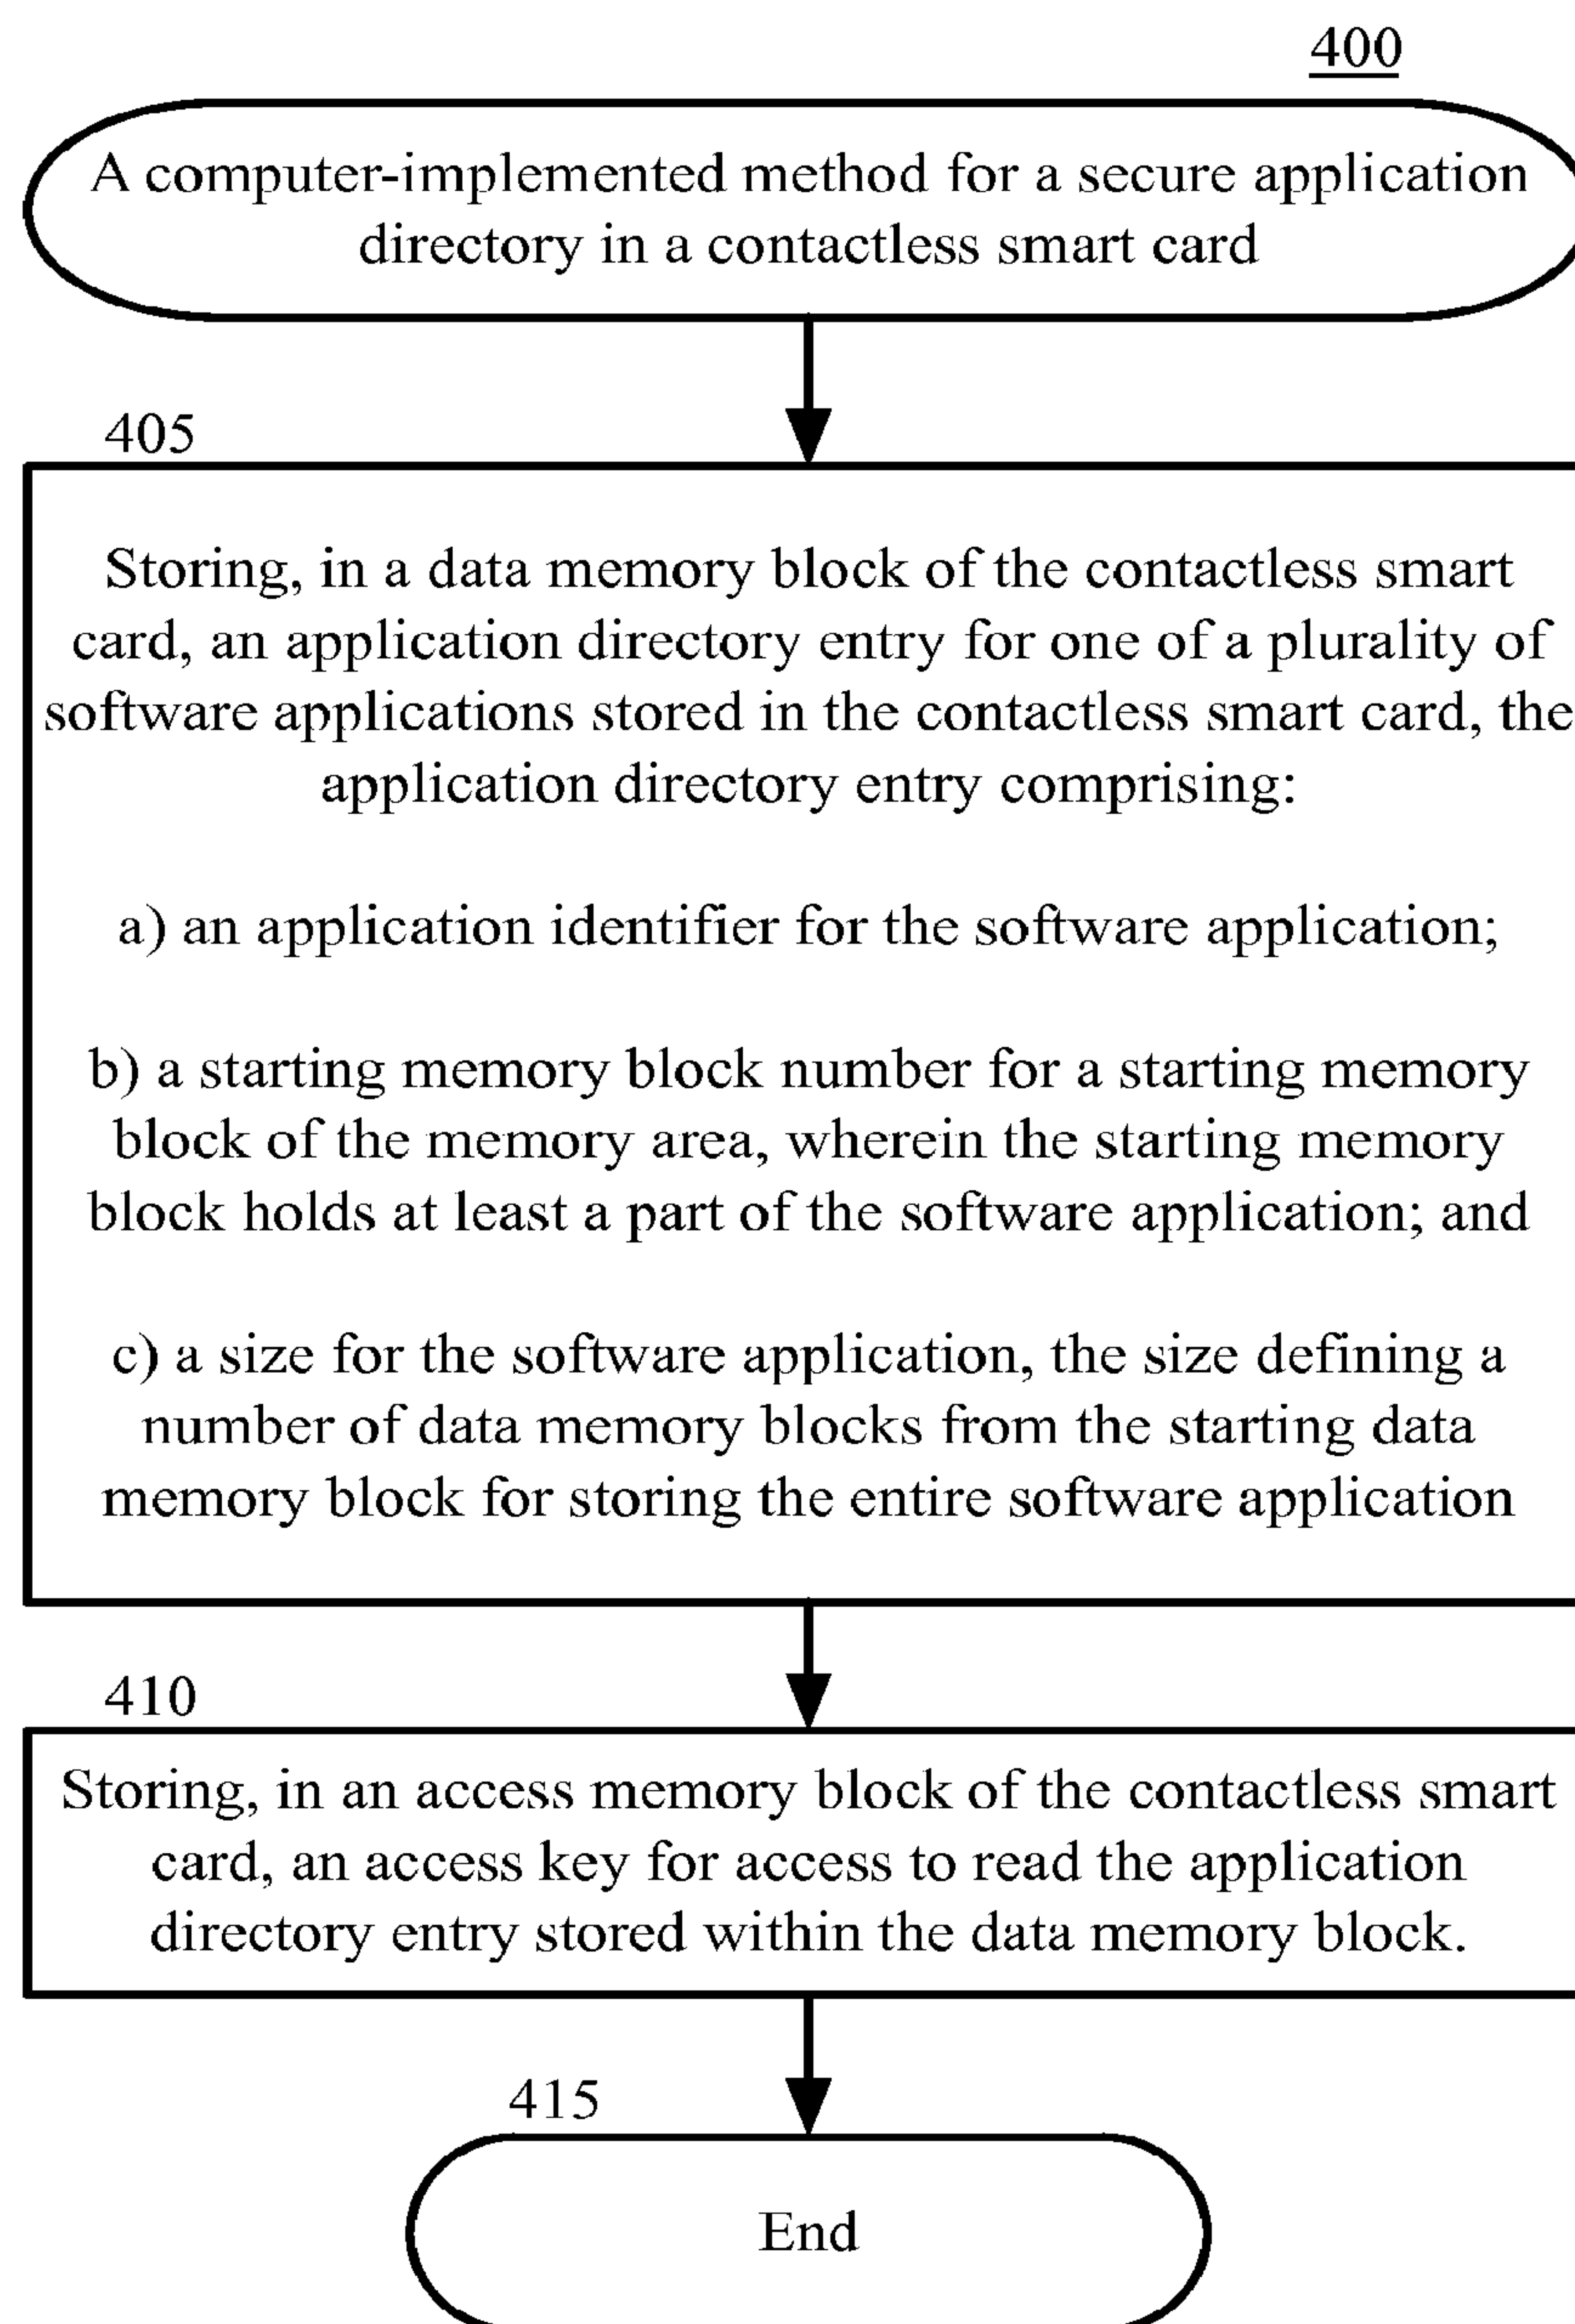 400
A computer-implemented method for a secure application
directory in a contactless smart card
405
Storing, in a data memory block of the contactless smart
card, an application directory entry for one of a plurality of
software applications stored in the contactless smart card, the
application directory entry comprising:
a) an application identifier for the software application;
b) a starting memory block number for a starting memory
block of the memory area, wherein the starting memory
block holds at least a part of the software application; and
c) a size for the software application, the size defining a
number of data memory blocks from the starting data
memory block for storing the entire software application
410
Storing, in an access memory block of the contactless smart
card, an access key for access to read the application
directory entry stored within the data memory block.
415
End